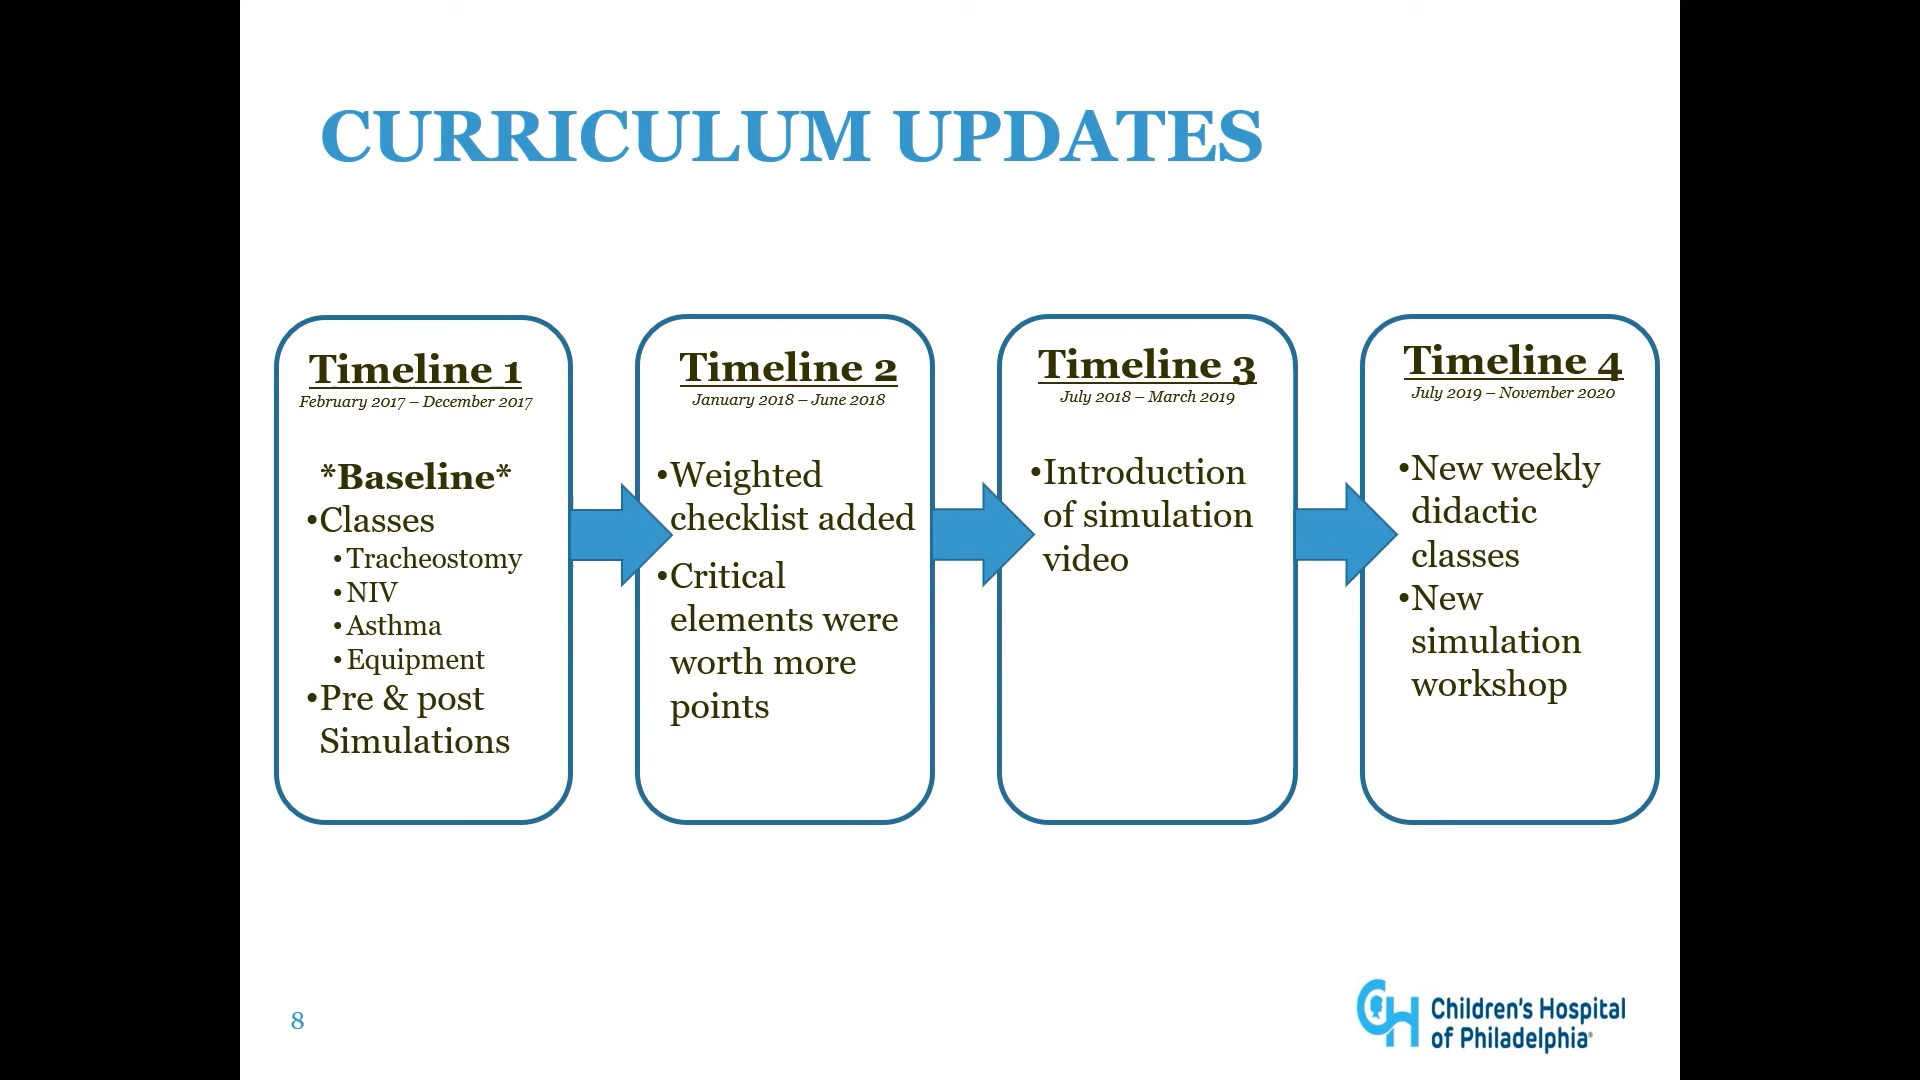 CURRICULUM UPDATES
Timeline 1
February 2017 – December 2017
*Baseline*
•Classes
•Tracheostomy
•NIV
•Asthma
•Equipment
•Pre & post
Simulations
Timeline 2
January 2018 – June 2018
•Weighted
checklist added
•Critical
elements were
worth more
points
Timeline 3
July 2018 – March 2019
•Introduction
of simulation
video
Timeline 4
July 2019 – November 2020
•New weekly
didactic
classes
•New
simulation
workshop
8
CH
Children's Hospital
of Philadelphia®